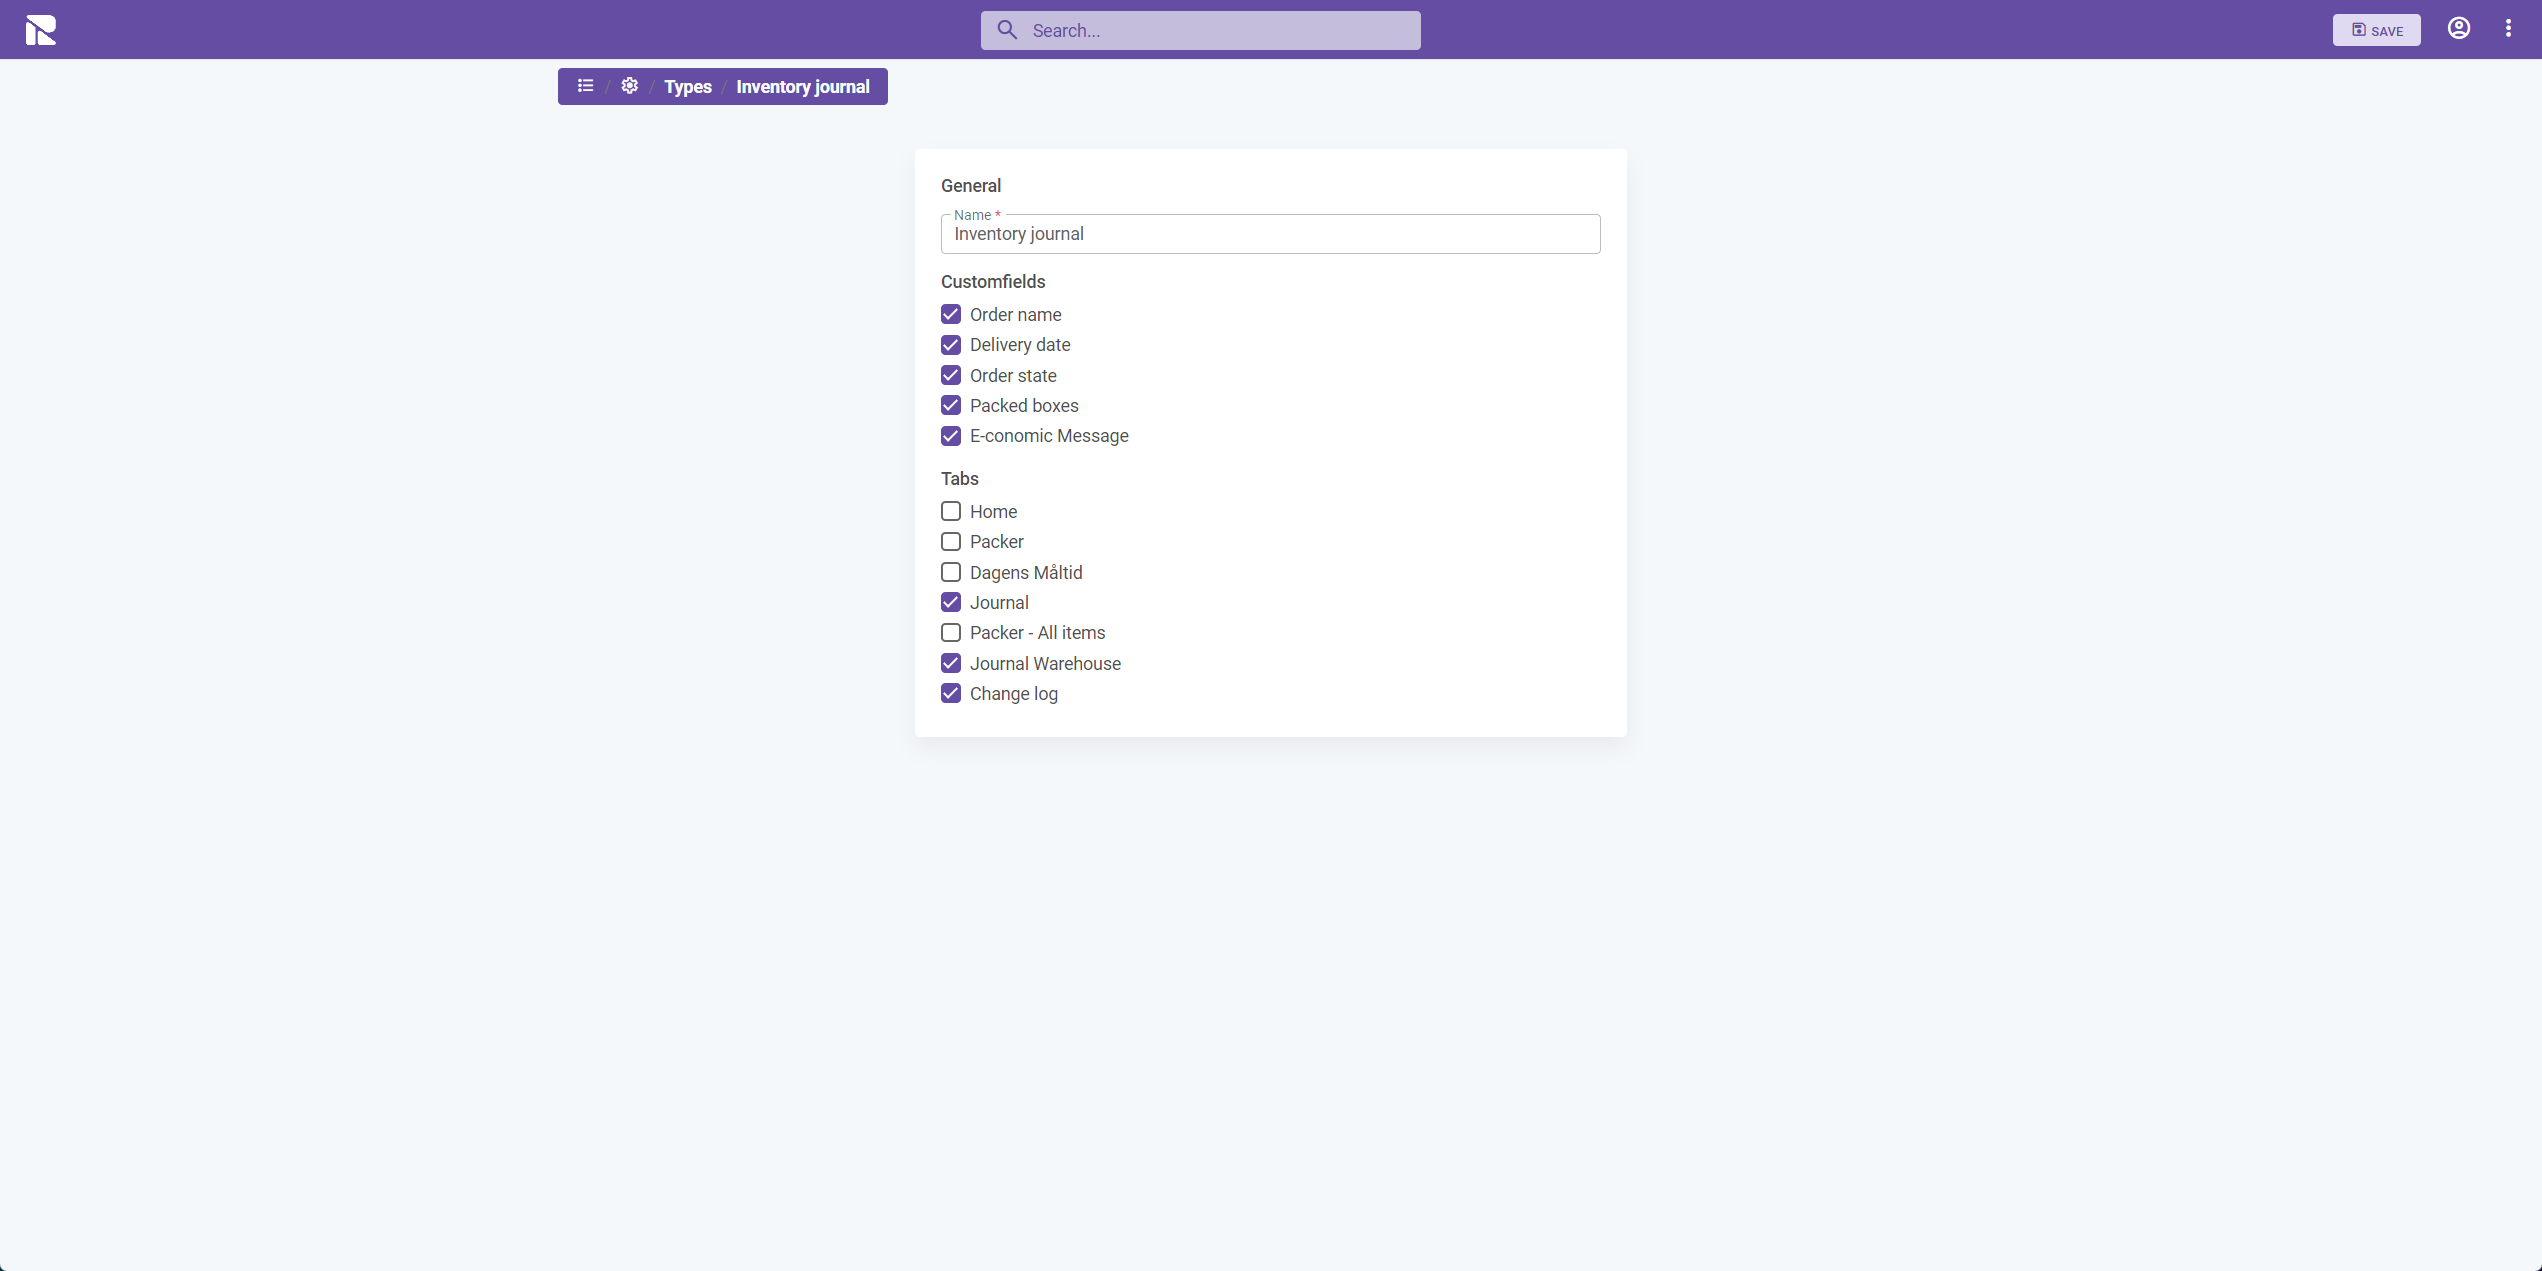 Search...
SAVE
/ / Types / Inventory journal
General
Name *
Inventory journal
Customfields
Order name
Delivery date
Order state
Packed boxes
E-conomic Message
Tabs
Home
Packer
Dagens Måltid
Journal
Packer - All items
Journal Warehouse
Change log